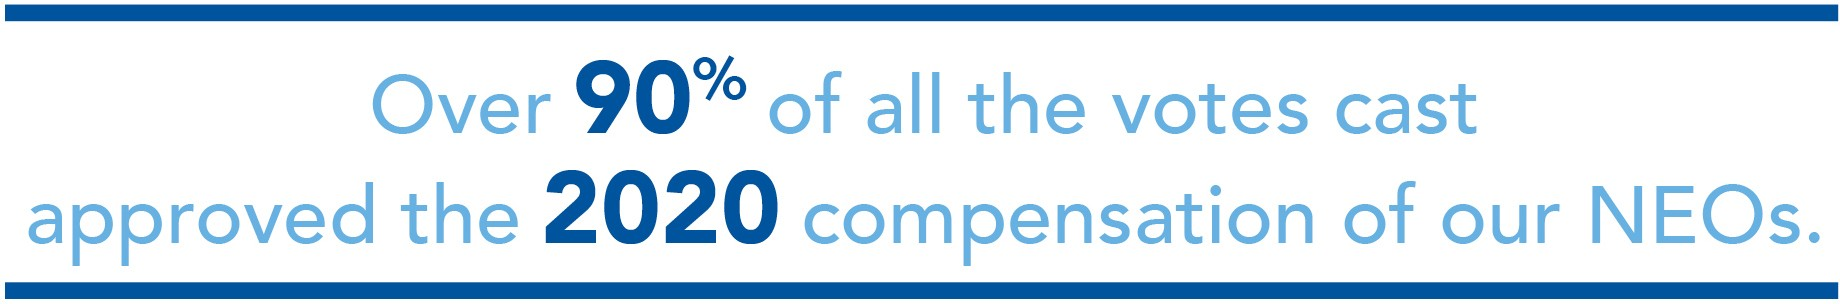 Over 90% of all the votes cast
approved the 2020 compensation of our NEOs.